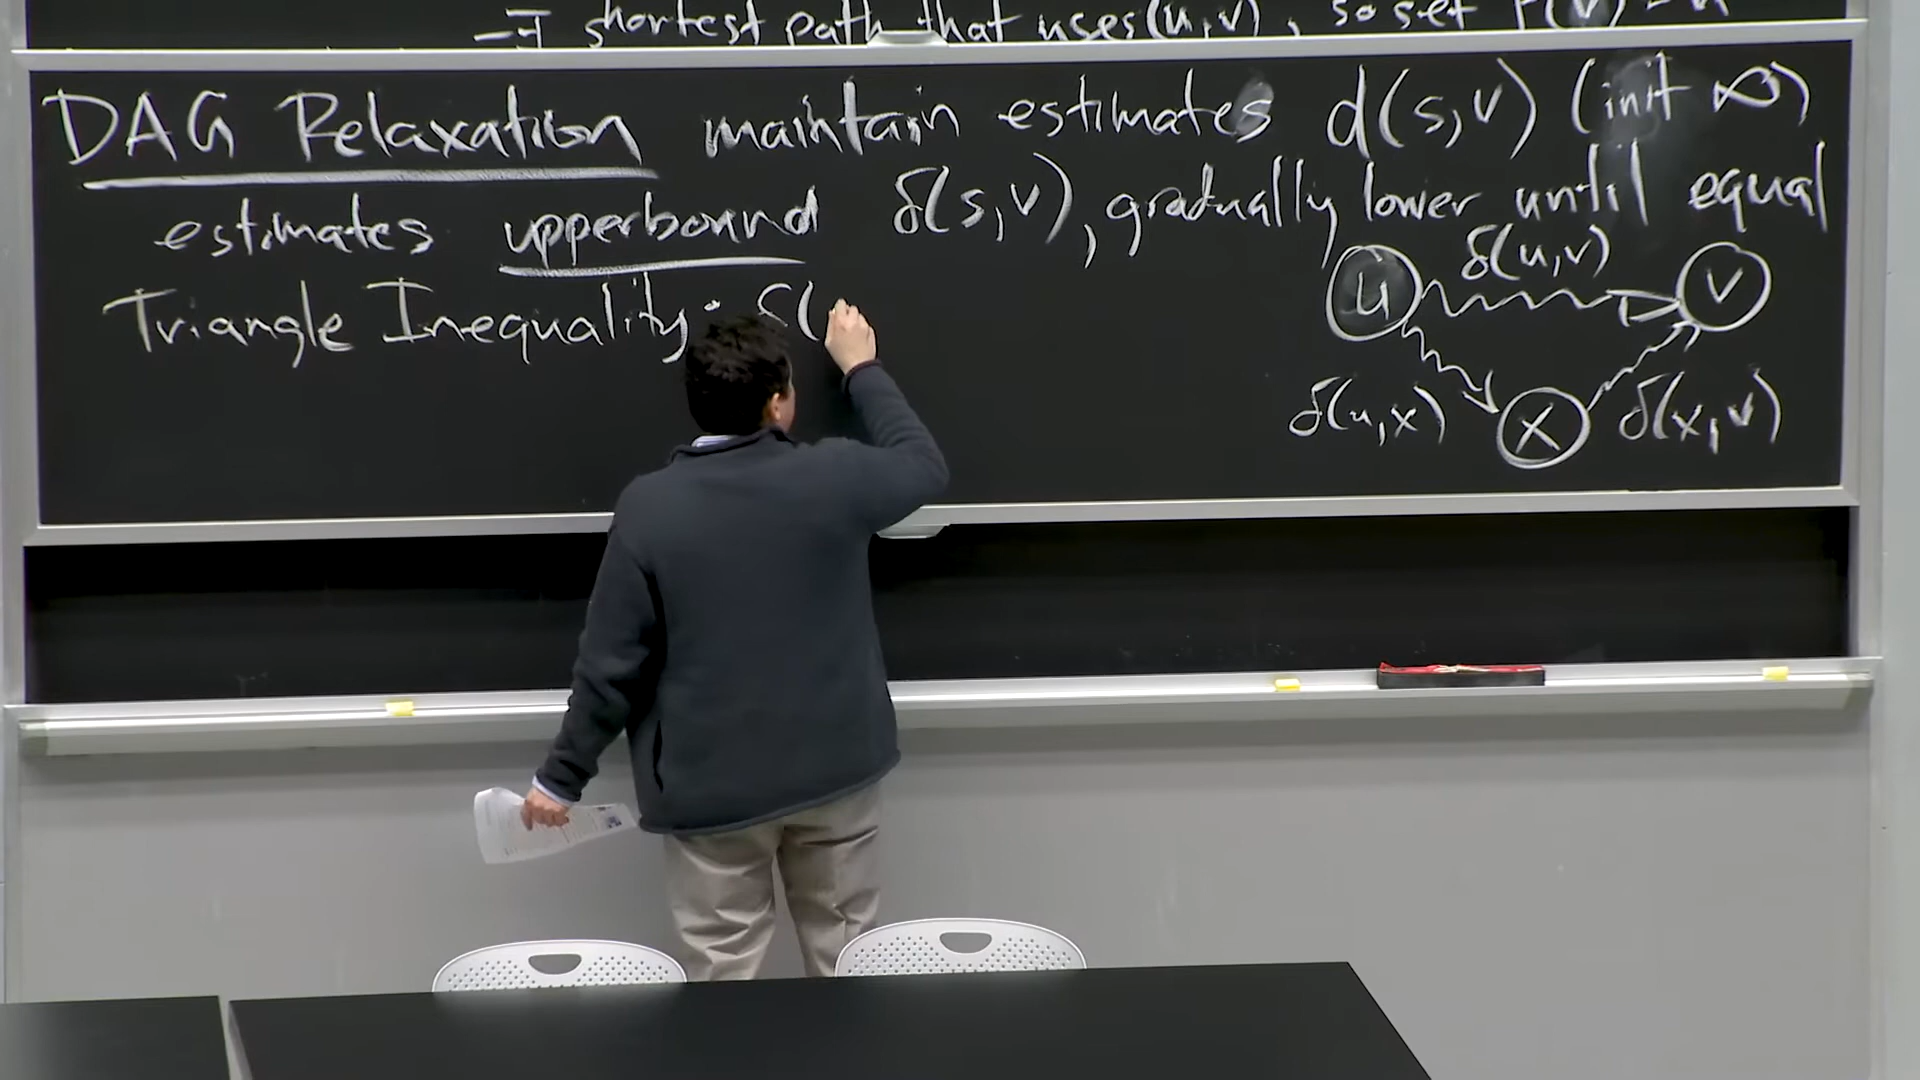 -∃ shortest path that uses (u,v), so set P(v)=u
DAG Relaxation maintain estimates d(s,v) (init ∞)
estimates upperbound δ(s,v), gradually lower until equal
Triangle Inequality: δ(
δ(u,v)
u
v
δ(u,x)
x
δ(x,v)